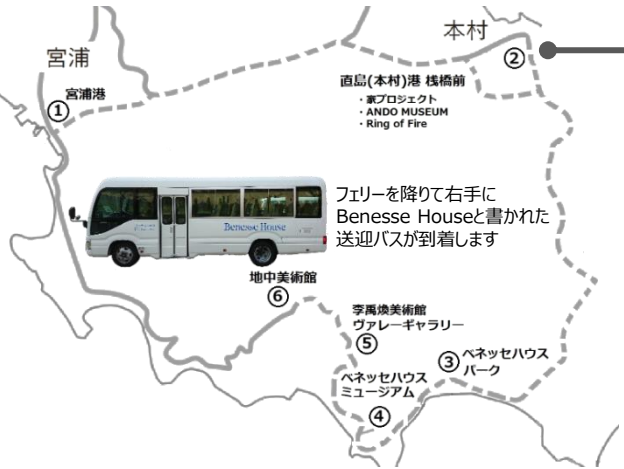 本村
②
宮浦
宮浦港
①
直島(本村)港 桟橋前
・家プロジェクト
・ANDO MUSEUM
・Ring of Fire
フェリーを降りて右手に
Benesse Houseと書かれた
送迎バスが到着します
Benesse House
地中美術館
⑥
李禹煥美術館
ヴァレーギャラリー
⑤
③ ベネッセハウス
パーク
ベネッセハウス
ミュージアム
④